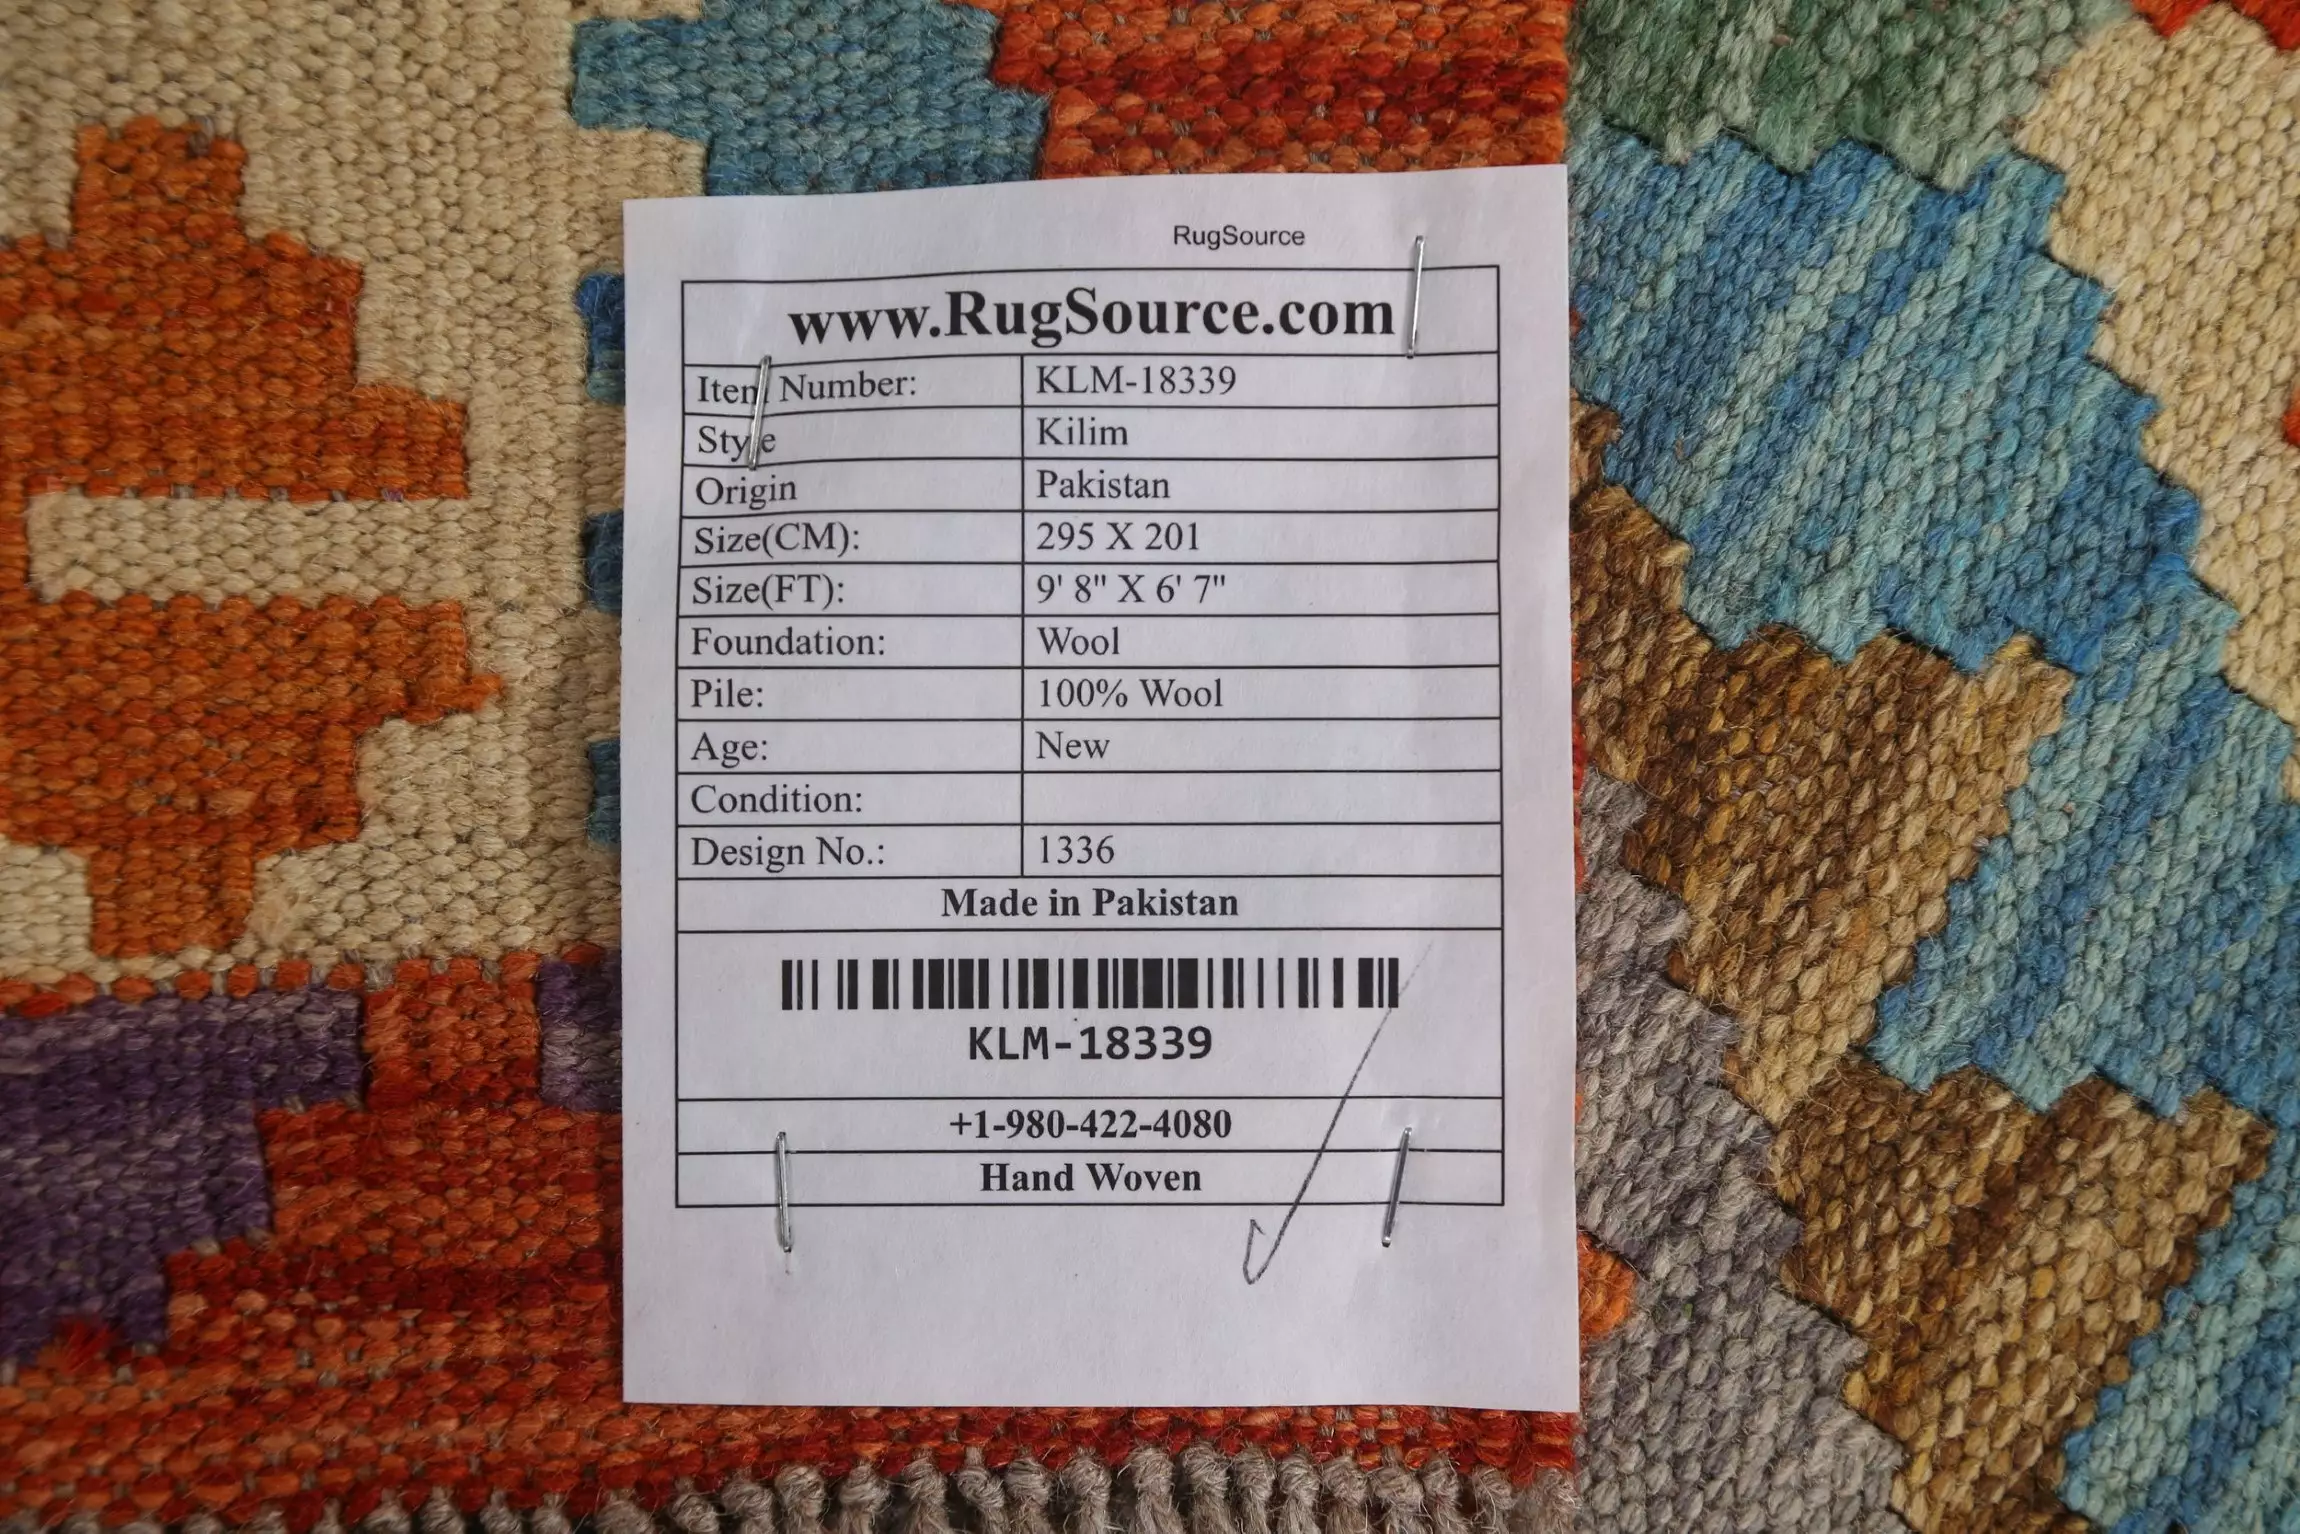 RugSource
www.RugSource.com
Item Number: KLM-18339
Style Kilim
Origin Pakistan
Size(CM): 295 X 201
Size(FT): 9' 8" X 6' 7"
Foundation: Wool
Pile: 100% Wool
Age: New
Condition:
Design No.: 1336
Made in Pakistan
KLM-18339
+1-980-422-4080
Hand Woven